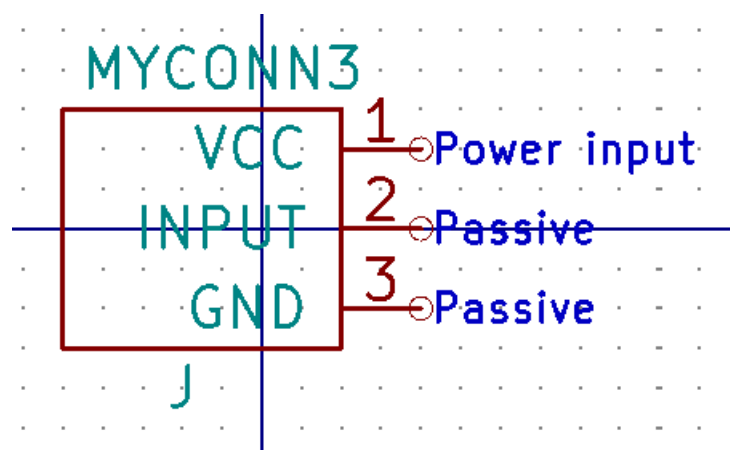 MYCONN3
VCC 1 Power input
INPUT 2 Passive
GND 3 Passive
J